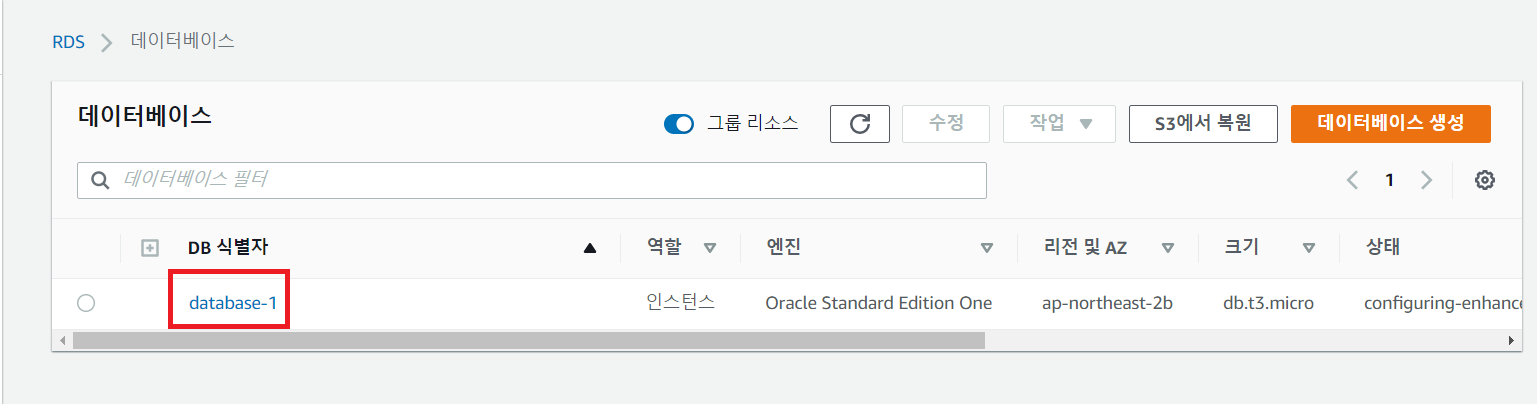 RDS 데이터베이스
데이터베이스 그룹 리소스 수정 작업 S3에서 복원 데이터베이스 생성
데이터베이스 필터 1
DB 식별자 역할 엔진 리전 및 AZ 크기 상태
database-1 인스턴스 Oracle Standard Edition One ap-northeast-2b db.t3.micro configuring-enhance